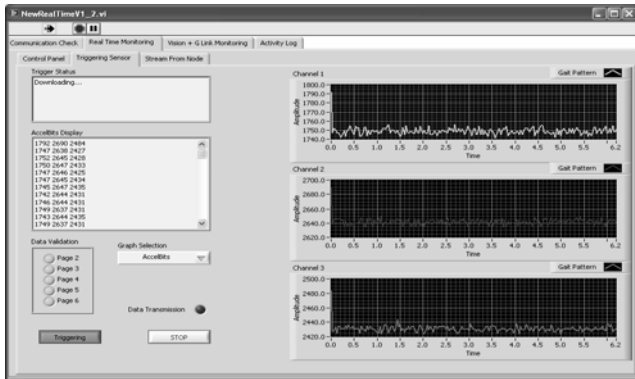 NewRealTimeV1_2.vi
Communication Check Real Time Monitoring Vision + G Link Monitoring Activity Log
Control Panel Triggering Sensor Stream From Node
Trigger Status
Downloading...
AccelBits Display
1792 2690 2484
1747 2638 2427
1752 2645 2428
1750 2647 2433
1747 2646 2425
1747 2645 2434
1745 2647 2435
1742 2644 2431
1746 2644 2431
1749 2637 2431
1743 2644 2435
1749 2637 2431
Data Validation
Page 2
Page 3
Page 4
Page 5
Page 6
Graph Selection
AccelBits
Data Transmission
Triggering
STOP
Channel 1
Gait Pattern
Amplitude
1800.0
1790.0
1780.0
1770.0
1760.0
1750.0
1740.0
0.0 0.5 1.0 1.5 2.0 2.5 3.0 3.5 4.0 4.5 5.0 5.5 6.2
Time
Channel 2
Gait Pattern
Amplitude
2700.0
2680.0
2660.0
2640.0
2620.0
0.0 0.5 1.0 1.5 2.0 2.5 3.0 3.5 4.0 4.5 5.0 5.5 6.2
Time
Channel 3
Gait Pattern
Amplitude
2500.0
2480.0
2460.0
2440.0
2420.0
0.0 0.5 1.0 1.5 2.0 2.5 3.0 3.5 4.0 4.5 5.0 5.5 6.2
Time